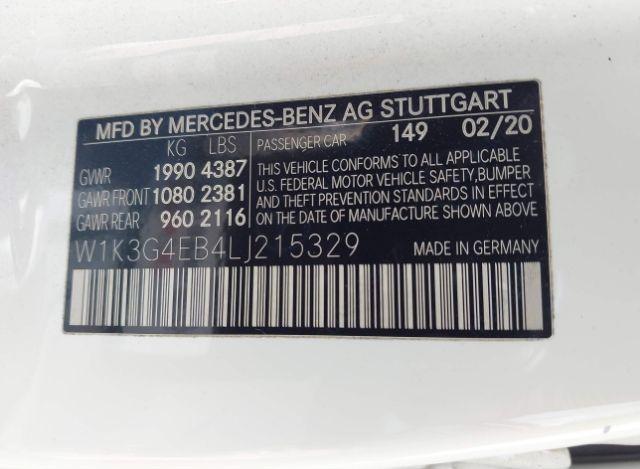 MFD BY MERCEDES-BENZ AG STUTTGART
KG LBS PASSENGER CAR 149 02/20
GVWR 1990 4387
GAWR FRONT 1080 2381
GAWR REAR 960 2116
THIS VEHICLE CONFORMS TO ALL APPLICABLE
U.S. FEDERAL MOTOR VEHICLE SAFETY, BUMPER
AND THEFT PREVENTION STANDARDS IN EFFECT
ON THE DATE OF MANUFACTURE SHOWN ABOVE
W1K3G4EB4LJ215329 MADE IN GERMANY